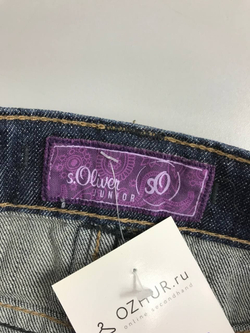 s.Oliver
JUNIOR
sO
OZHUR.ru
online secondhand